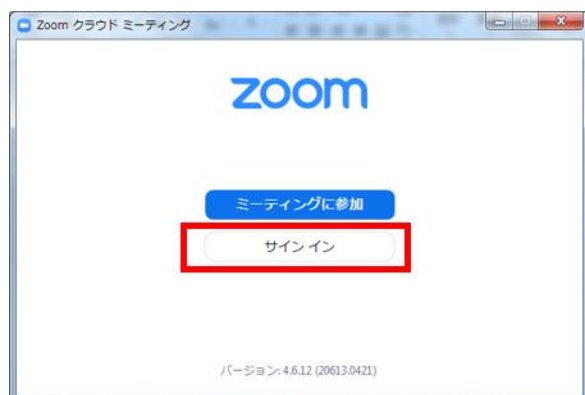 Zoom クラウド ミーティング
zoom
ミーティングに参加
サイン イン
バージョン: 4.6.12 (20613.0421)